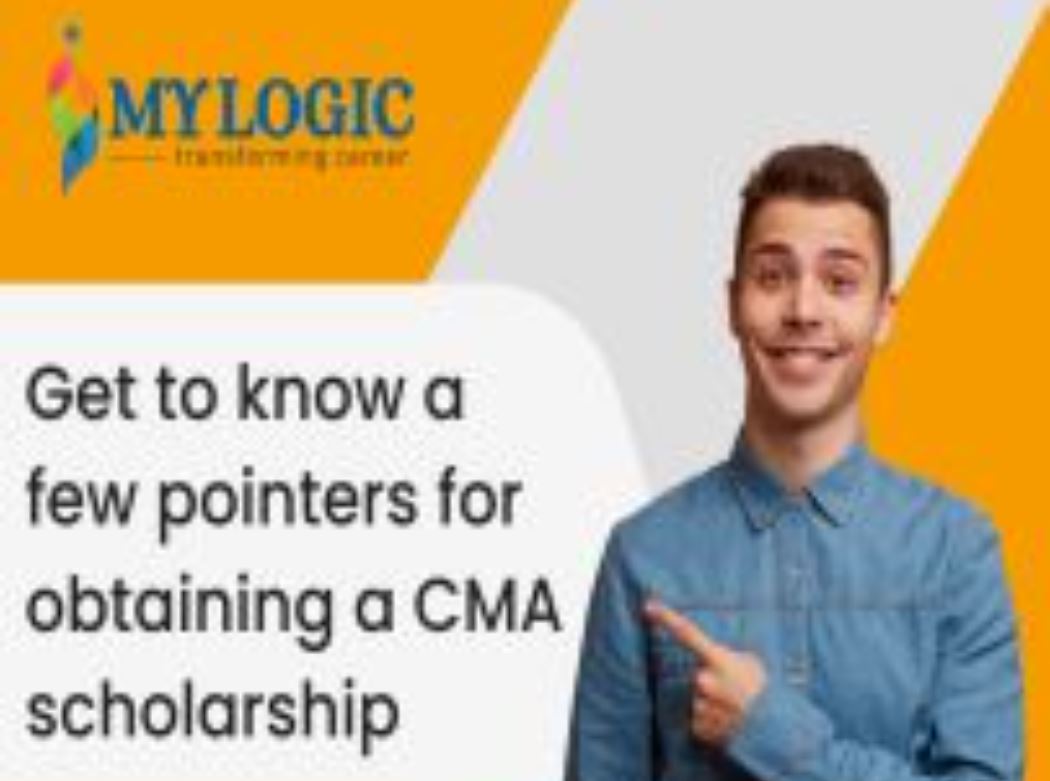 MY LOGIC
transforming career
Get to know a
few pointers for
obtaining a CMA
scholarship